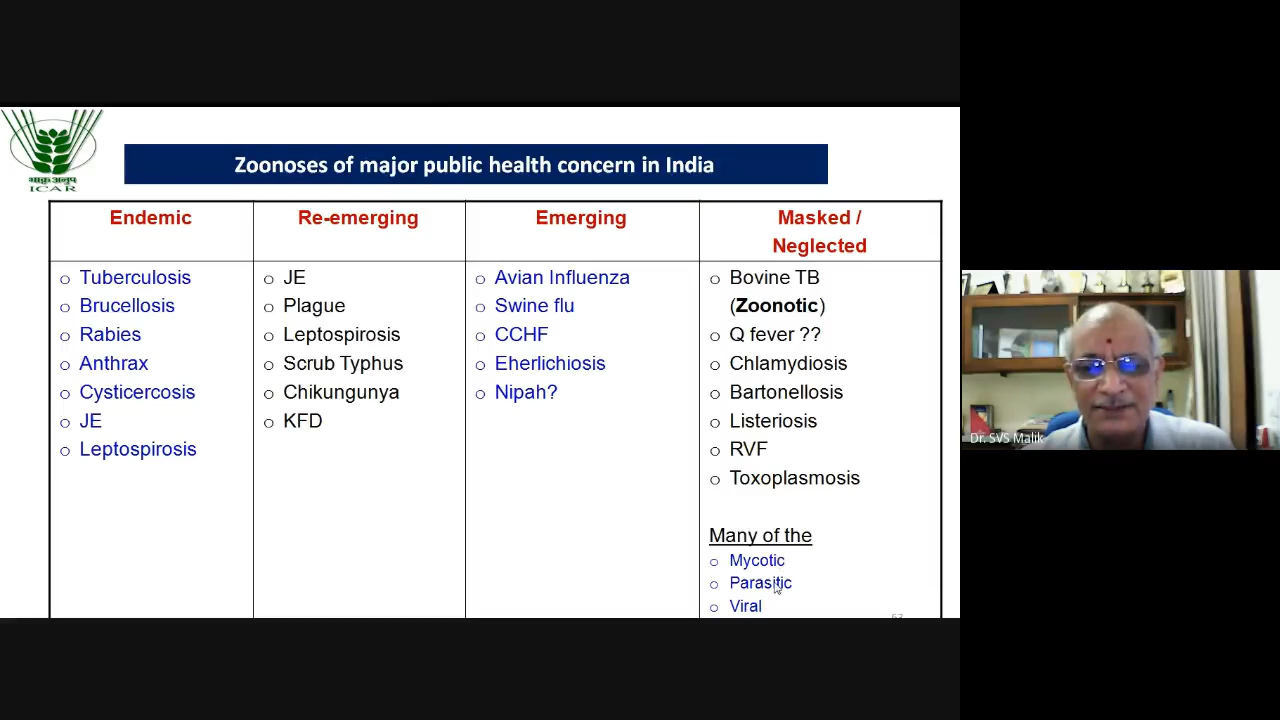 भाकृअनुप
ICAR
Zoonoses of major public health concern in India
Endemic
Tuberculosis
Brucellosis
Rabies
Anthrax
Cysticercosis
JE
Leptospirosis
Re-emerging
JE
Plague
Leptospirosis
Scrub Typhus
Chikungunya
KFD
Emerging
Avian Influenza
Swine flu
CCHF
Eherlichiosis
Nipah?
Masked /
Neglected
Bovine TB
(Zoonotic)
Q fever ??
Chlamydiosis
Bartonellosis
Listeriosis
RVF
Toxoplasmosis
Many of the
Mycotic
Parasitic
Viral
Dr. SVS Malik